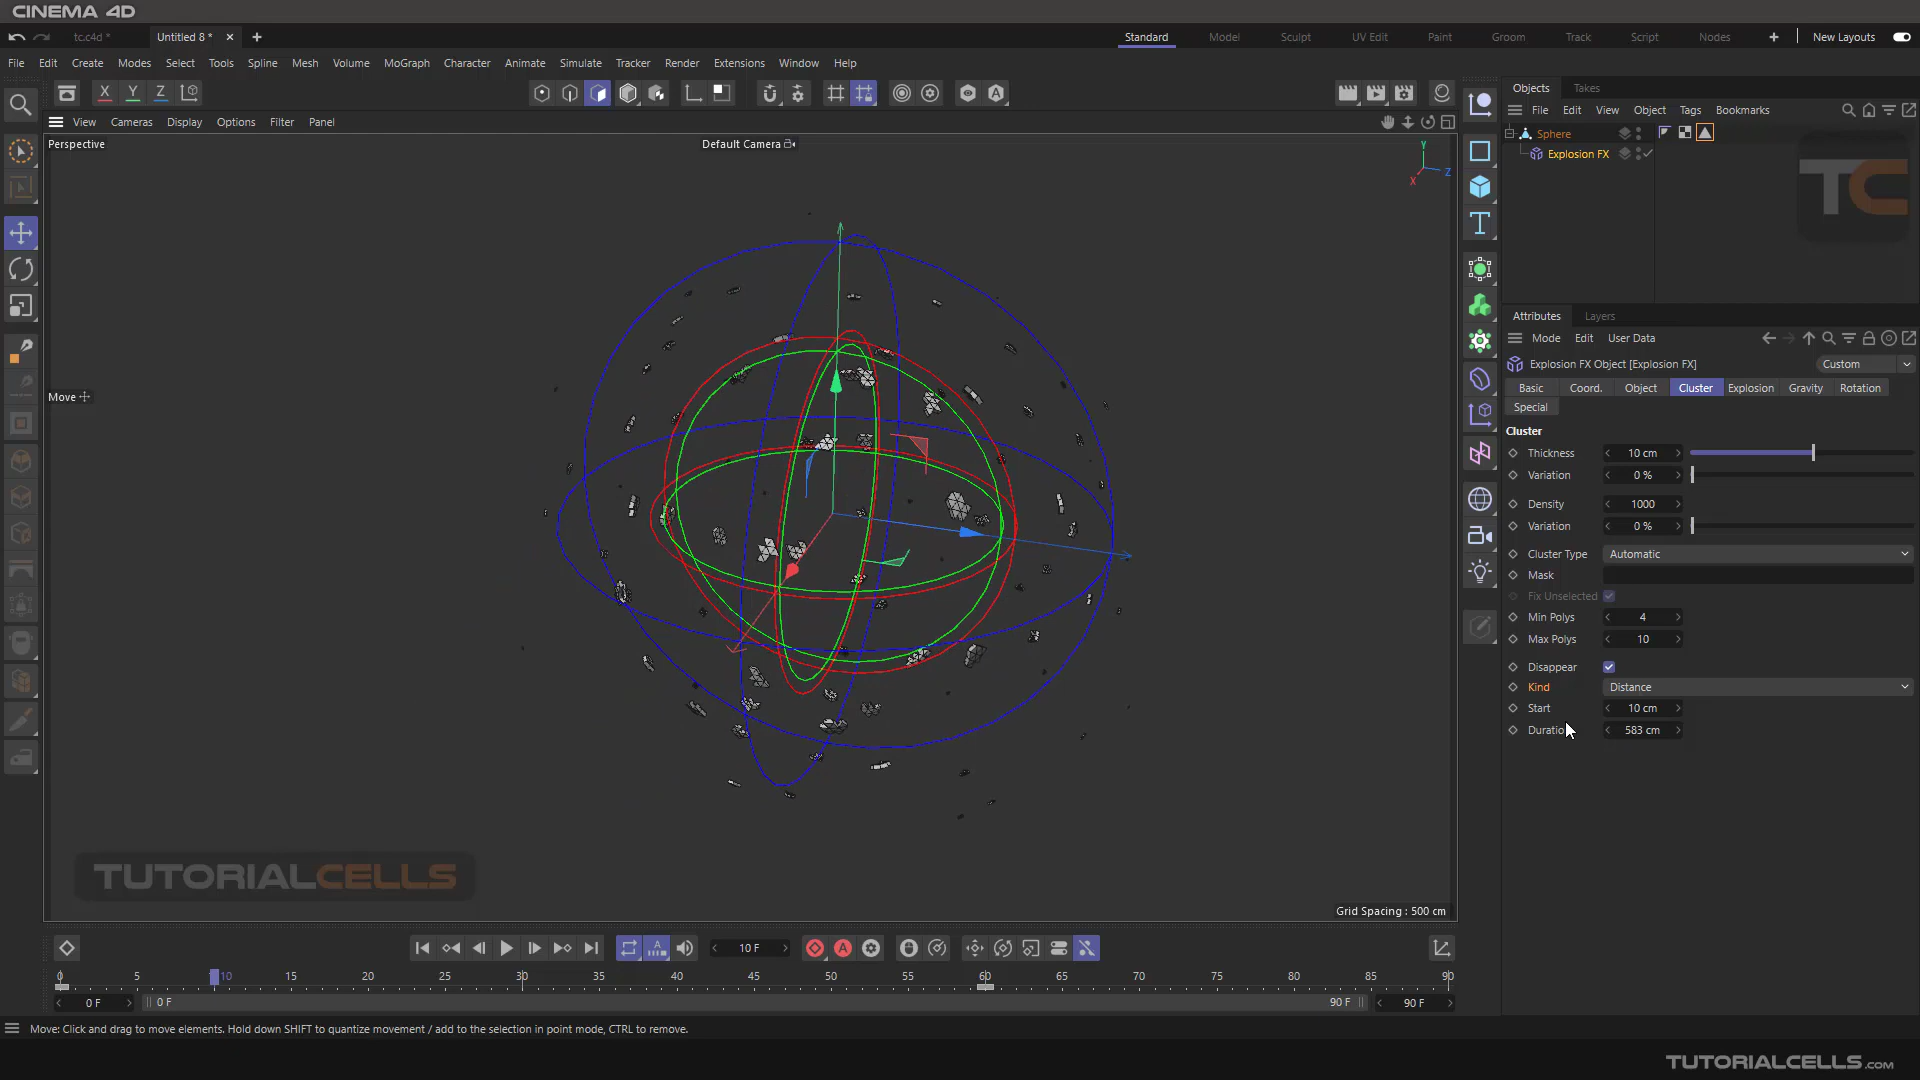 CINEMA 4D
tc.c4d *
Untitled 8 *
Standard
Model
Sculpt
UV Edit
Paint
Groom
Track
Script
Nodes
New Layouts
File
Edit
Create
Modes
Select
Tools
Spline
Mesh
Volume
MoGraph
Character
Animate
Simulate
Tracker
Render
Extensions
Window
Help
X
Y
Z
View
Cameras
Display
Options
Filter
Panel
Perspective
Default Camera
Y
X
Z
Move
TUTORIALCELLS
Grid Spacing : 500 cm
Objects
Takes
File
Edit
View
Object
Tags
Bookmarks
Sphere
Explosion FX
TC
Attributes
Layers
Mode
Edit
User Data
Explosion FX Object [Explosion FX]
Custom
Basic
Coord.
Object
Cluster
Explosion
Gravity
Rotation
Special
Cluster
Thickness
10 cm
Variation
0 %
Density
1000
Variation
0 %
Cluster Type
Automatic
Mask
Fix Unselected
Min Polys
4
Max Polys
10
Disappear
Kind
Distance
Start
10 cm
Duratio
583 cm
10 F
0
5
10
15
20
25
30
35
40
45
50
55
60
65
70
75
80
85
90
0 F
0 F
90 F
90 F
Move: Click and drag to move elements. Hold down SHIFT to quantize movement / add to the selection in point mode, CTRL to remove.
TUTORIALCELLS.COM